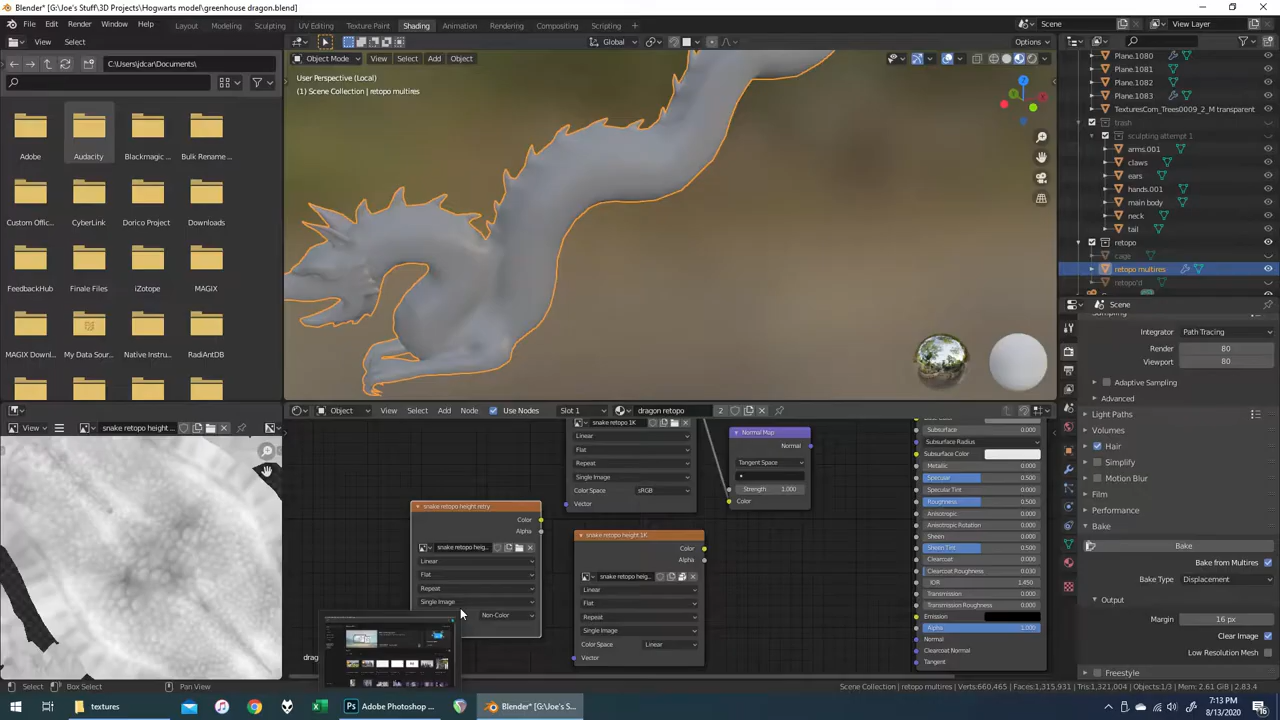 Blender* [G:\Joe's Stuff\3D Projects\Hogwarts model\greenhouse dragon.blend]
File Edit Render Window Help Layout Modeling Sculpting UV Editing Texture Paint Shading Animation Rendering Compositing Scripting Scene View Layer
View Select C:\Users\jdcar\Documents\ Global Options
Object Mode View Select Add Object
User Perspective (Local)
(1) Scene Collection | retopo multires
Adobe Audacity Blackmagic ... Bulk Rename ...
Custom Offic... CyberLink Dorico Project Downloads
FeedbackHub Finale Files iZotope MAGIX
MAGIX Downl... My Data Sour... Native Instru... RadiAntDB
Plane.1080
Plane.1081
Plane.1082
Plane.1083
TexturesCom_Trees0009_2_M transparent
trash
sculpting attempt 1
arms.001
claws
ears
hands.001
main body
neck
tail
retopo
cage
retopo multires
retopo'd
Scene
Sampling
Integrator Path Tracing
Render 80
Viewport 80
Adaptive Sampling
Advanced
Light Paths
Volumes
Hair
Simplify
Motion Blur
Film
Performance
Bake
Bake
Bake from Multires
Bake Type Displacement
Output
Margin 16 px
Clear Image
Low Resolution Mesh
Freestyle
View snake retopo height ...
Object View Select Add Node Use Nodes Slot 1 dragon retopo 2
snake retopo 1K
Linear
Flat
Repeat
Single Image
Color Space sRGB
Vector
Normal Map
Normal
Tangent Space
Strength 1.000
Color
snake retopo height retry
Color
Alpha
snake retopo heig...
Linear
Flat
Repeat
Single Image
Non-Color
snake retopo height 1K
Color
Alpha
snake retopo heig...
Linear
Flat
Repeat
Single Image
Color Space Linear
Vector
Subsurface 0.000
Subsurface Radius
Subsurface Color
Metallic 0.000
Specular 0.500
Specular Tint 0.000
Roughness 0.500
Anisotropic 0.000
Anisotropic Rotation 0.000
Sheen 0.000
Sheen Tint 0.500
Clearcoat 0.000
Clearcoat Roughness 0.030
IOR 1.450
Transmission 0.000
Transmission Roughness 0.000
Emission
Alpha 1.000
Normal
Clearcoat Normal
Tangent
drag
Select Box Select Pan View Scene Collection | retopo multires | Verts:660,465 | Faces:1,315,931 | Tris:1,321,004 | Objects:1/3 | Mem: 2.61 GiB | 2.83.4
textures Adobe Photoshop ... Blender* [G:\Joe's S... 7:13 PM
8/13/2020